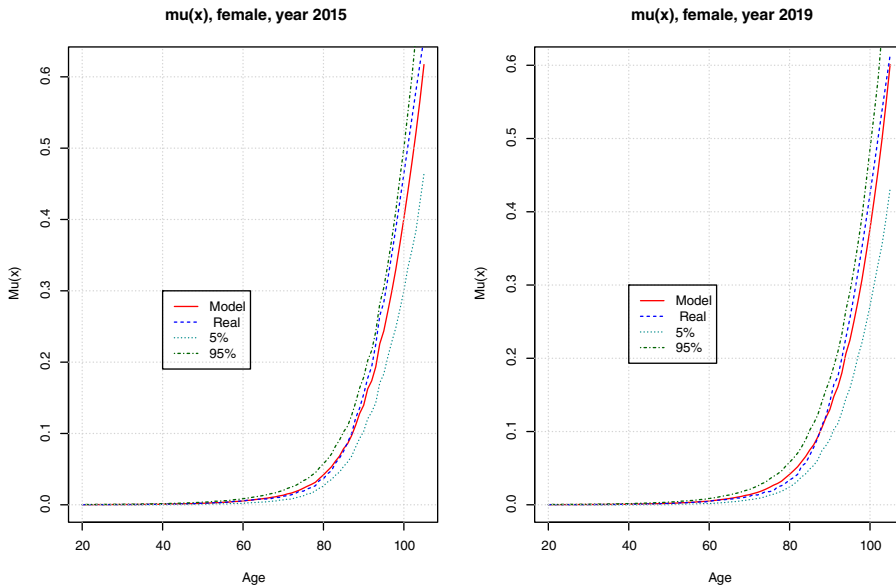 mu(x), female, year 2015
Mu(x)
0.6
0.5
0.4
0.3
0.2
0.1
0.0
Model
Real
5%
95%
20 40 60 80 100
Age
mu(x), female, year 2019
Mu(x)
0.6
0.5
0.4
0.3
0.2
0.1
0.0
Model
Real
5%
95%
20 40 60 80 100
Age